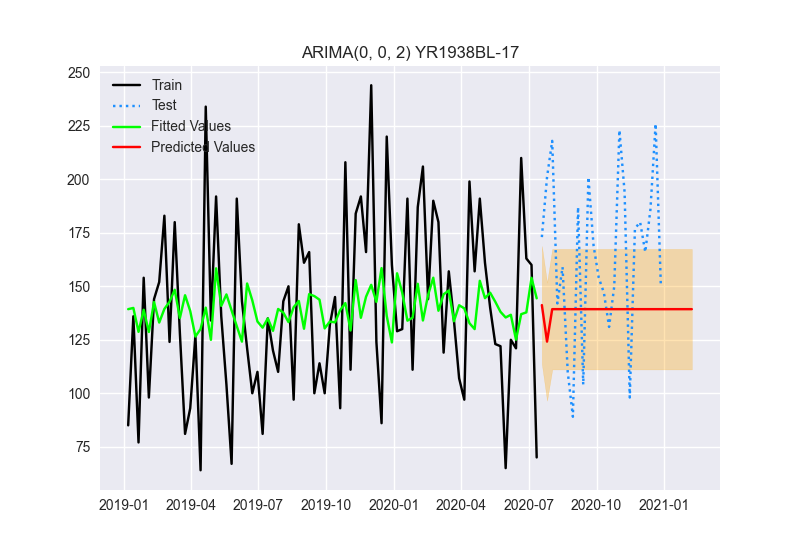 ARIMA(0, 0, 2) YR1938BL-17
250
225
200
175
150
125
100
75
Train
Test
Fitted Values
Predicted Values
2019-01 2019-04 2019-07 2019-10 2020-01 2020-04 2020-07 2020-10 2021-01